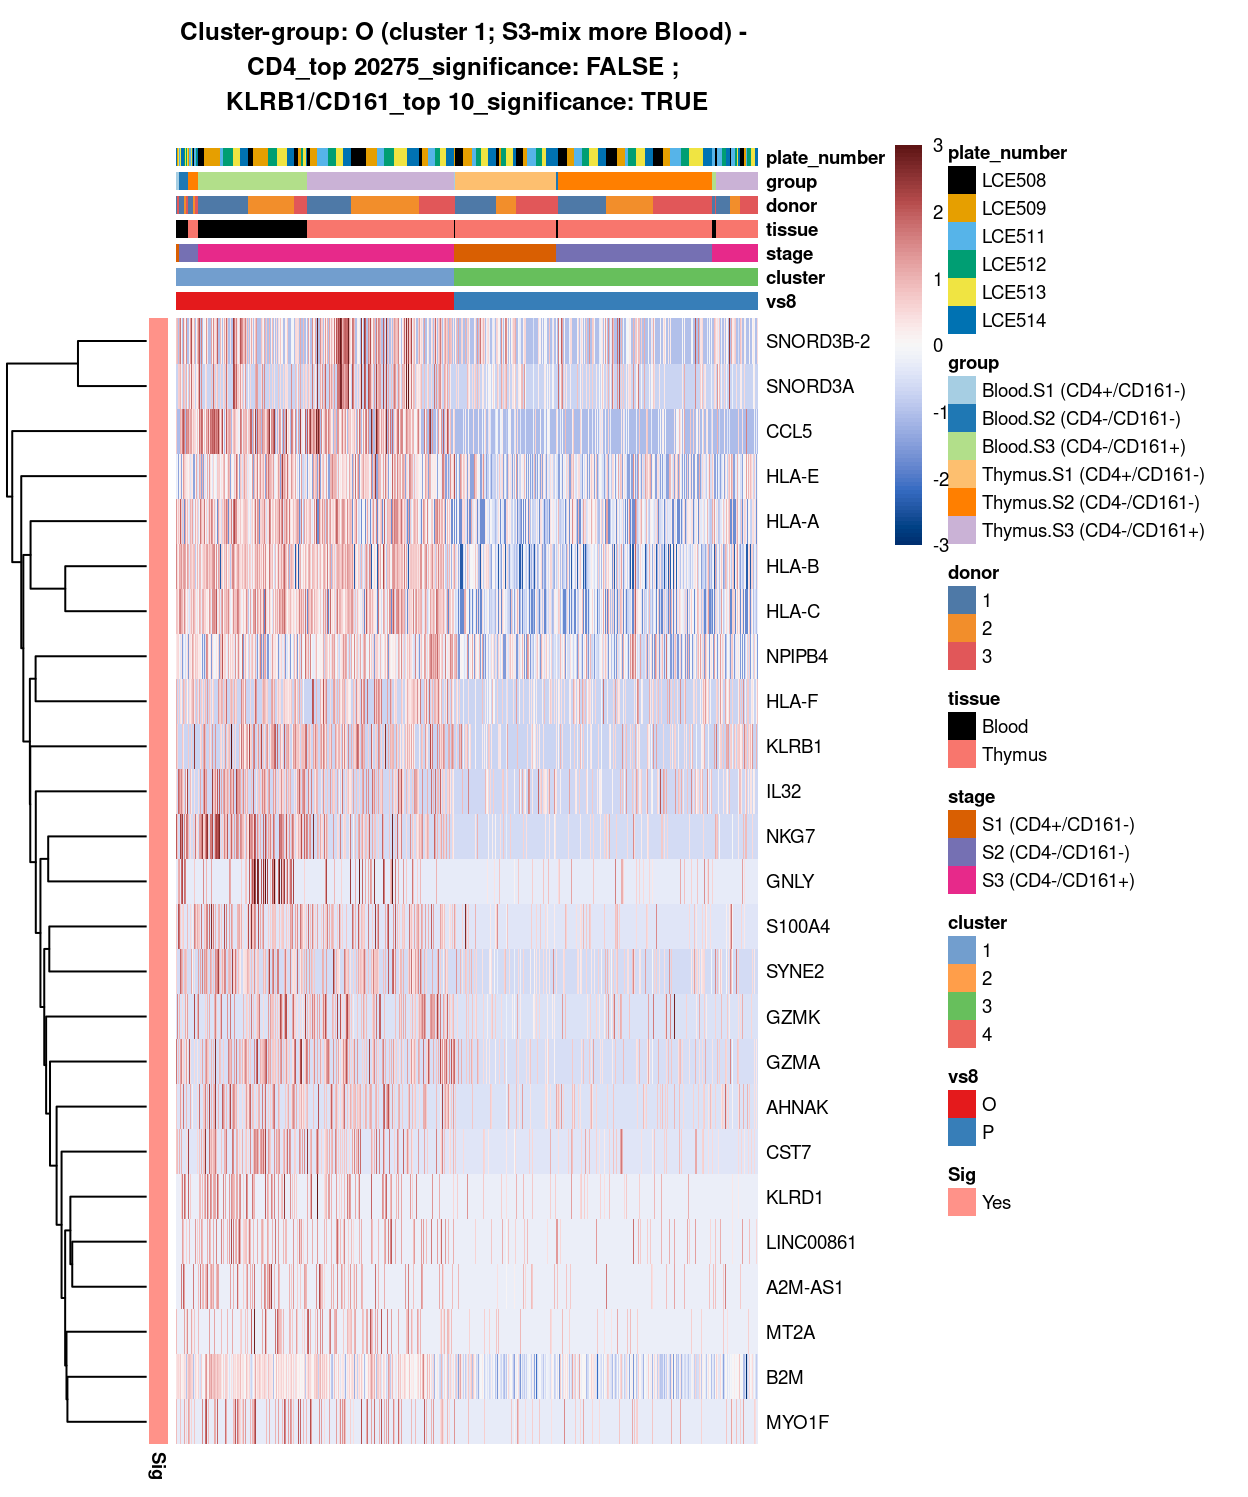 Cluster-group: O (cluster 1; S3-mix more Blood) -
CD4_top 20275_significance: FALSE ;
KLRB1/CD161_top 10_significance: TRUE
plate_number
group
donor
tissue
stage
cluster
vs8
SNORD3B-2
SNORD3A
CCL5
HLA-E
HLA-A
HLA-B
HLA-C
NPIPB4
HLA-F
KLRB1
IL32
NKG7
GNLY
S100A4
SYNE2
GZMK
GZMA
AHNAK
CST7
KLRD1
LINC00861
A2M-AS1
MT2A
B2M
MYO1F
Sig
3
2
1
0
-1
-2
-3
plate_number
LCE508
LCE509
LCE511
LCE512
LCE513
LCE514
group
Blood.S1 (CD4+/CD161-)
Blood.S2 (CD4-/CD161-)
Blood.S3 (CD4-/CD161+)
Thymus.S1 (CD4+/CD161-)
Thymus.S2 (CD4-/CD161-)
Thymus.S3 (CD4-/CD161+)
donor
1
2
3
tissue
Blood
Thymus
stage
S1 (CD4+/CD161-)
S2 (CD4-/CD161-)
S3 (CD4-/CD161+)
cluster
1
2
3
4
vs8
O
P
Sig
Yes